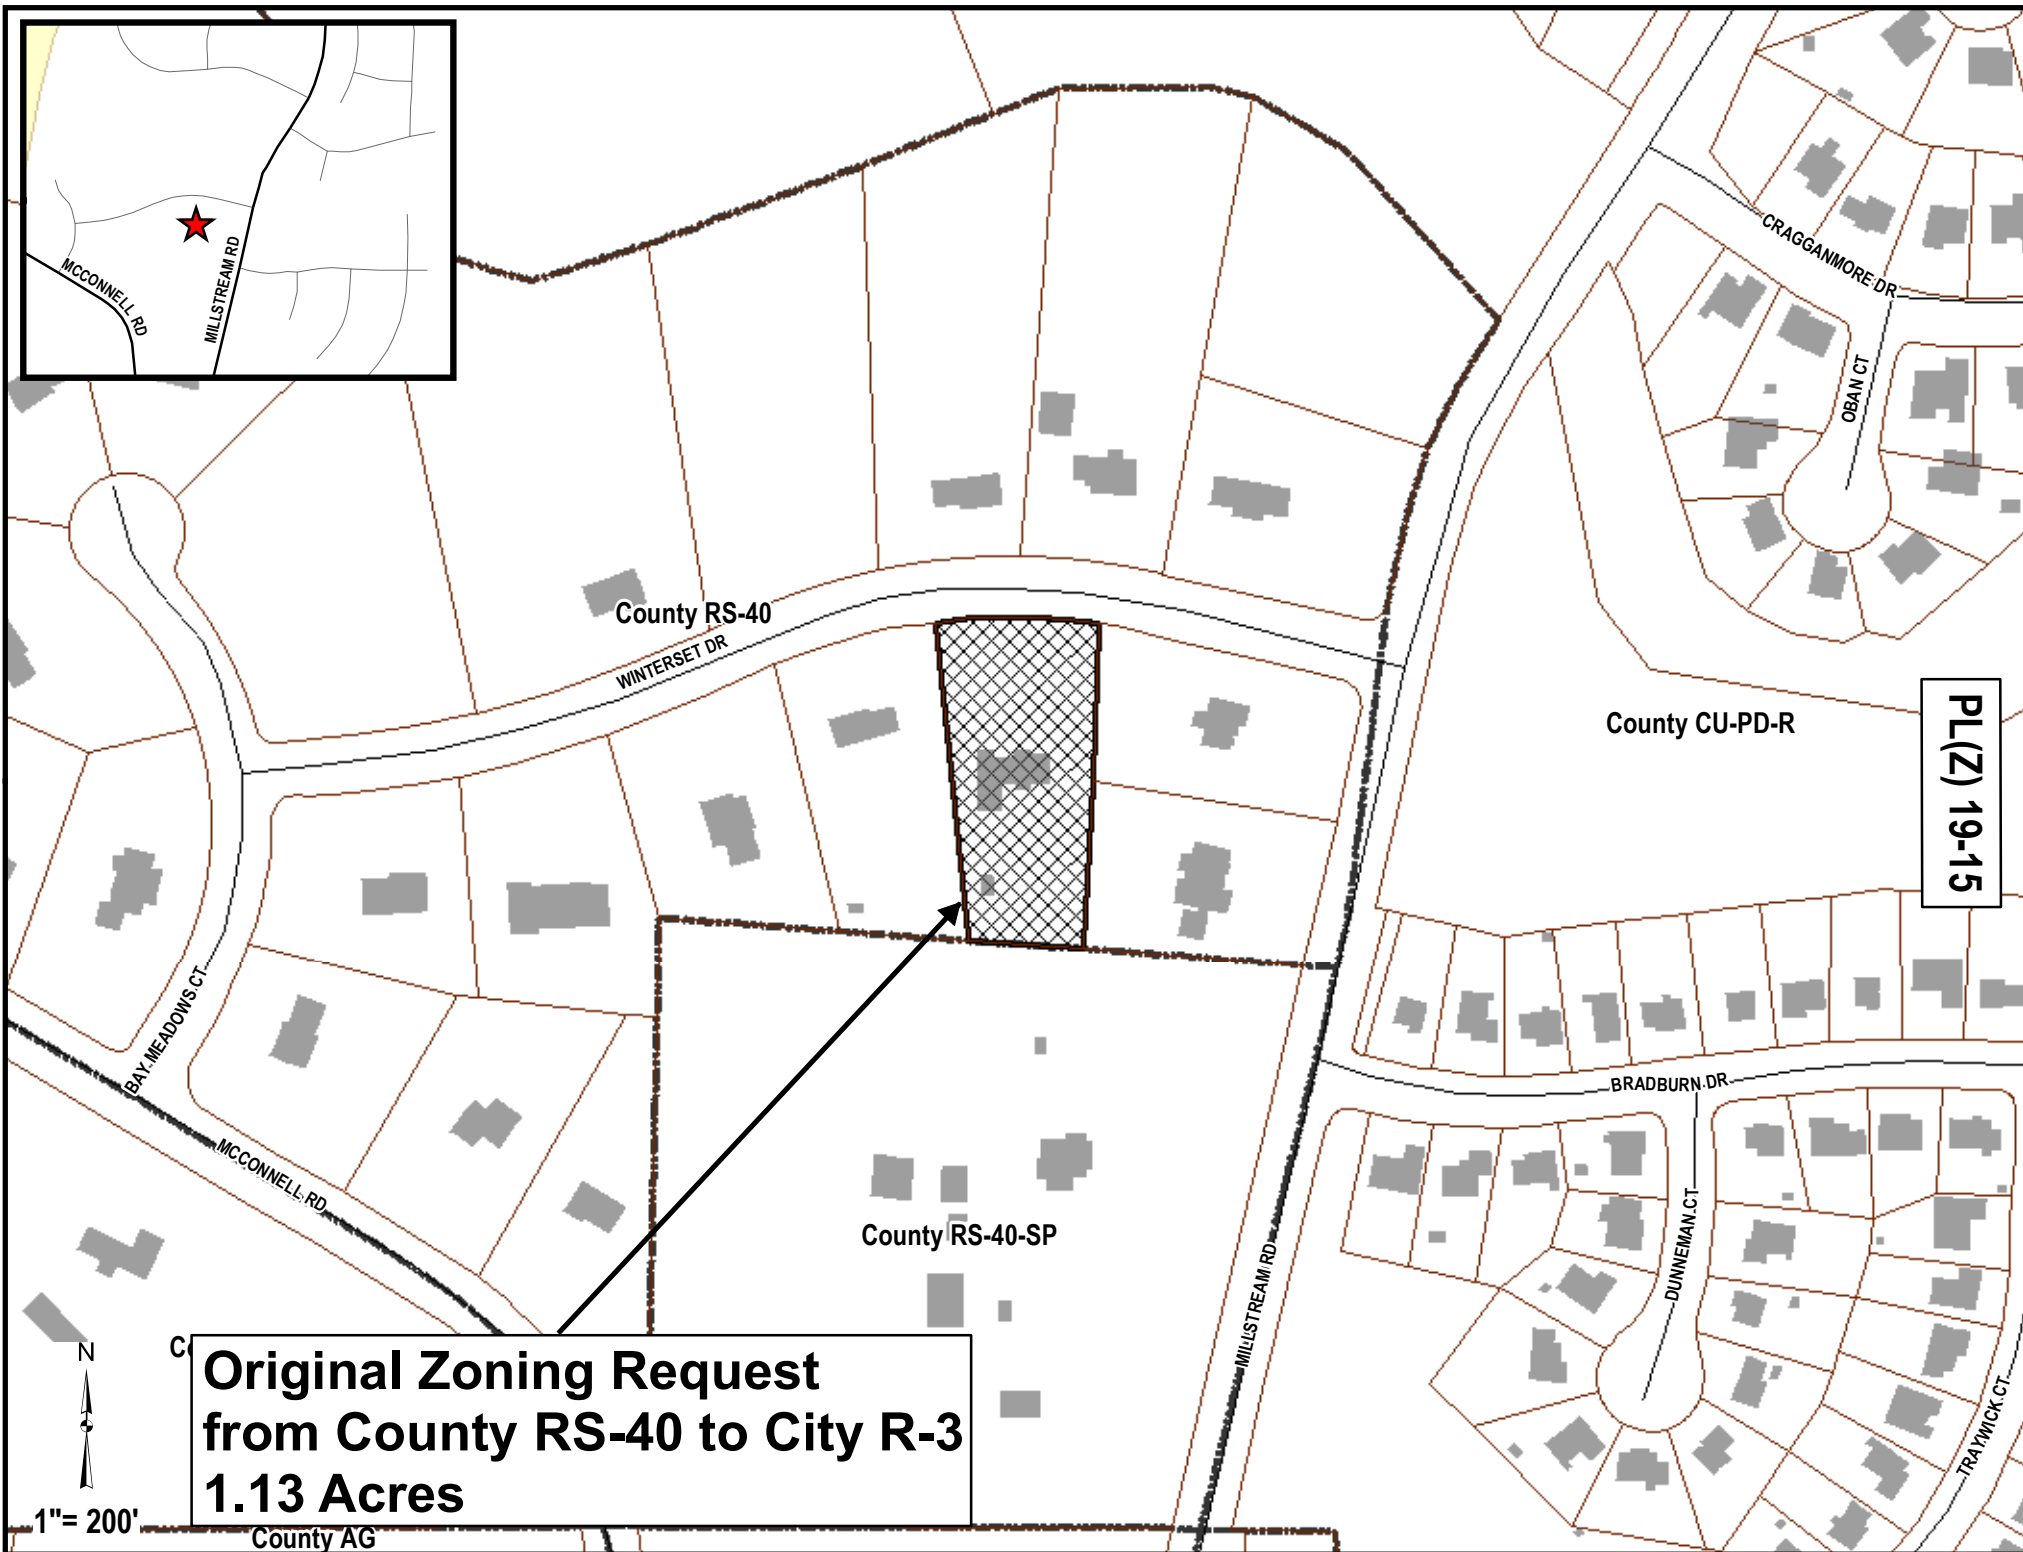 MCCONNELL RD
MILLSTREAM RD
CRAGGANMORE DR
OBAN CT
County RS-40
WINTERSET DR
County CU-PD-R
PL(Z) 19-15
BAY MEADOWS CT
MCCONNELL RD
BRADBURN DR
County RS-40-SP
DUNNEMAN CT
MILLSTREAM RD
TRAYWICK CT
N
Original Zoning Request
from County RS-40 to City R-3
1.13 Acres
1"= 200'
County AG